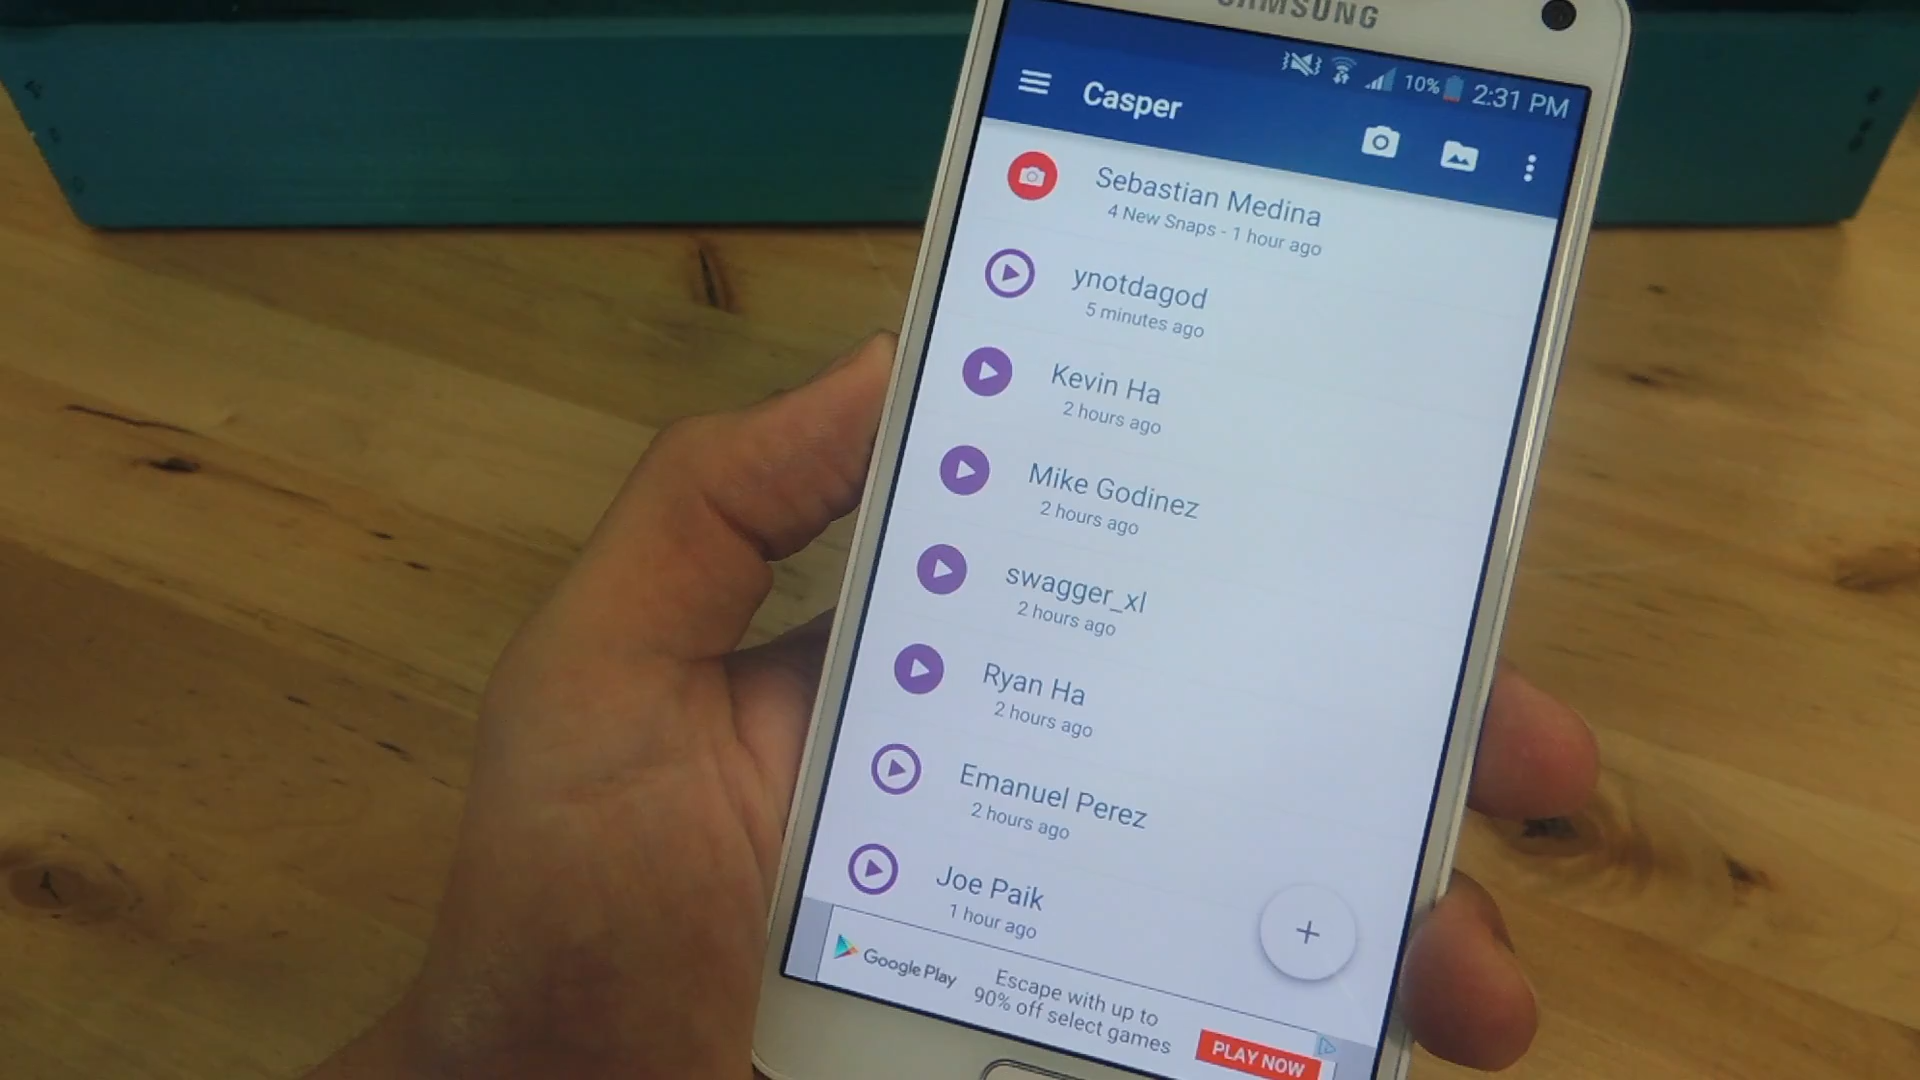 SAMSUNG
10% 2:31 PM
Casper
Sebastian Medina
4 New Snaps - 1 hour ago
ynotdagod
5 minutes ago
Kevin Ha
2 hours ago
Mike Godinez
2 hours ago
swagger_xl
2 hours ago
Ryan Ha
2 hours ago
Emanuel Perez
2 hours ago
Joe Paik
1 hour ago
+
Google Play
Escape with up to
90% off select games
PLAY NOW